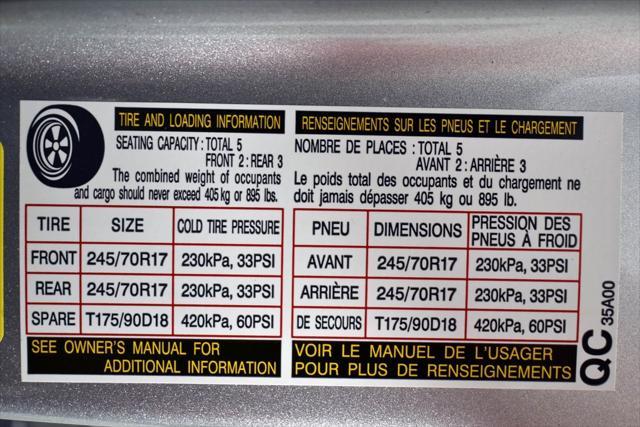 TIRE AND LOADING INFORMATION
SEATING CAPACITY : TOTAL 5
FRONT 2 : REAR 3
The combined weight of occupants
and cargo should never exceed 405 kg or 895 lbs.
TIRE SIZE COLD TIRE PRESSURE
FRONT 245/70R17 230kPa, 33PSI
REAR 245/70R17 230kPa, 33PSI
SPARE T175/90D18 420kPa, 60PSI
SEE OWNER'S MANUAL FOR
ADDITIONAL INFORMATION
RENSEIGNEMENTS SUR LES PNEUS ET LE CHARGEMENT
NOMBRE DE PLACES : TOTAL 5
AVANT 2 : ARRIÈRE 3
Le poids total des occupants et du chargement ne
doit jamais dépasser 405 kg ou 895 lb.
PNEU DIMENSIONS PRESSION DES
PNEUS À FROID
AVANT 245/70R17 230kPa, 33PSI
ARRIÈRE 245/70R17 230kPa, 33PSI
DE SECOURS T175/90D18 420kPa, 60PSI
VOIR LE MANUEL DE L'USAGER
POUR PLUS DE RENSEIGNEMENTS
QC 35A00